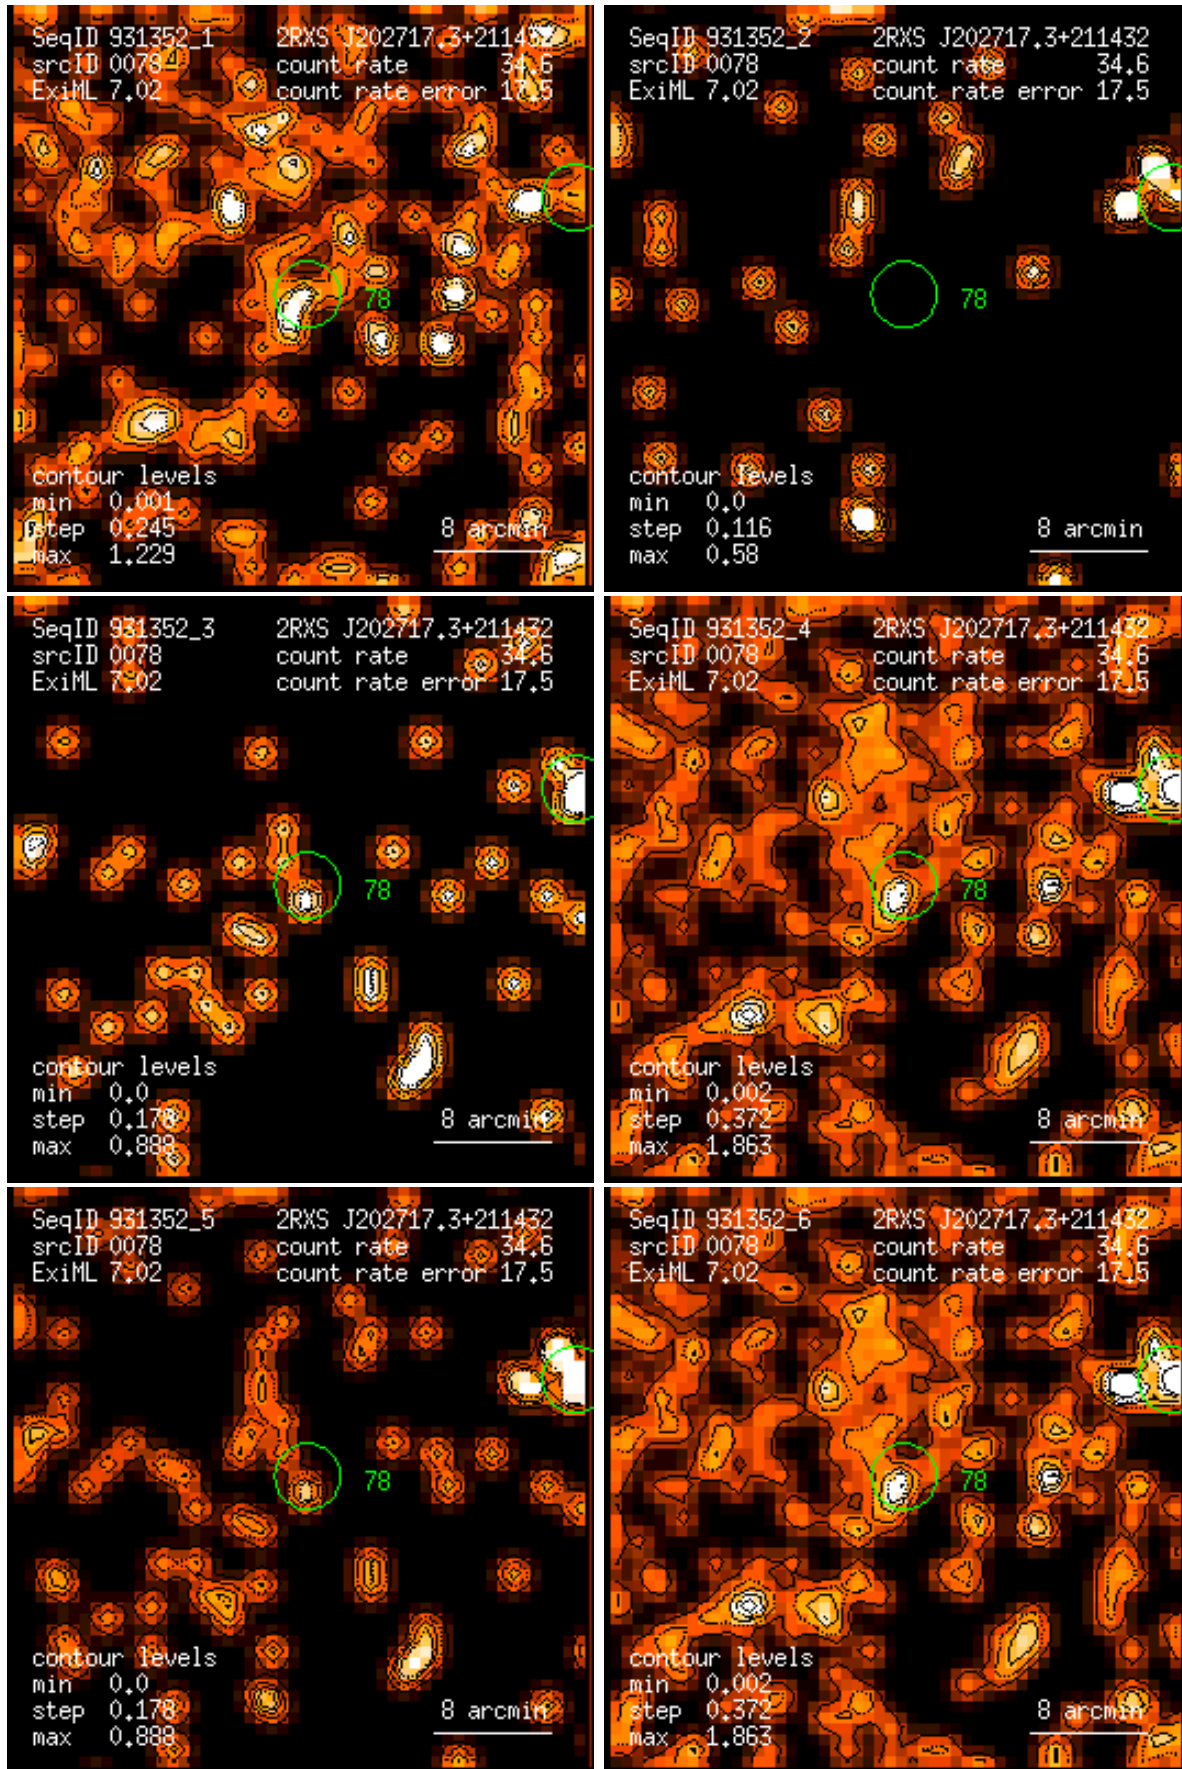 SeqID 931352_1 2RXS J202717.3+211432
srcID 0078 count rate 34.6
ExiML 7.02 count rate error 17.5
78
contour levels
min 0.001
step 0.245
max 1.229
8 arcmin
SeqID 931352_2 2RXS J202717.3+211432
srcID 0078 count rate 34.6
ExiML 7.02 count rate error 17.5
78
contour levels
min 0.0
step 0.116
max 0.58
8 arcmin
SeqID 931352_3 2RXS J202717.3+211432
srcID 0078 count rate 34.6
ExiML 7.02 count rate error 17.5
78
contour levels
min 0.0
step 0.178
max 0.888
8 arcmin
SeqID 931352_4 2RXS J202717.3+211432
srcID 0078 count rate 34.6
ExiML 7.02 count rate error 17.5
78
contour levels
min 0.002
step 0.372
max 1.863
8 arcmin
SeqID 931352_5 2RXS J202717.3+211432
srcID 0078 count rate 34.6
ExiML 7.02 count rate error 17.5
78
contour levels
min 0.0
step 0.178
max 0.888
8 arcmin
SeqID 931352_6 2RXS J202717.3+211432
srcID 0078 count rate 34.6
ExiML 7.02 count rate error 17.5
78
contour levels
min 0.002
step 0.372
max 1.863
8 arcmin